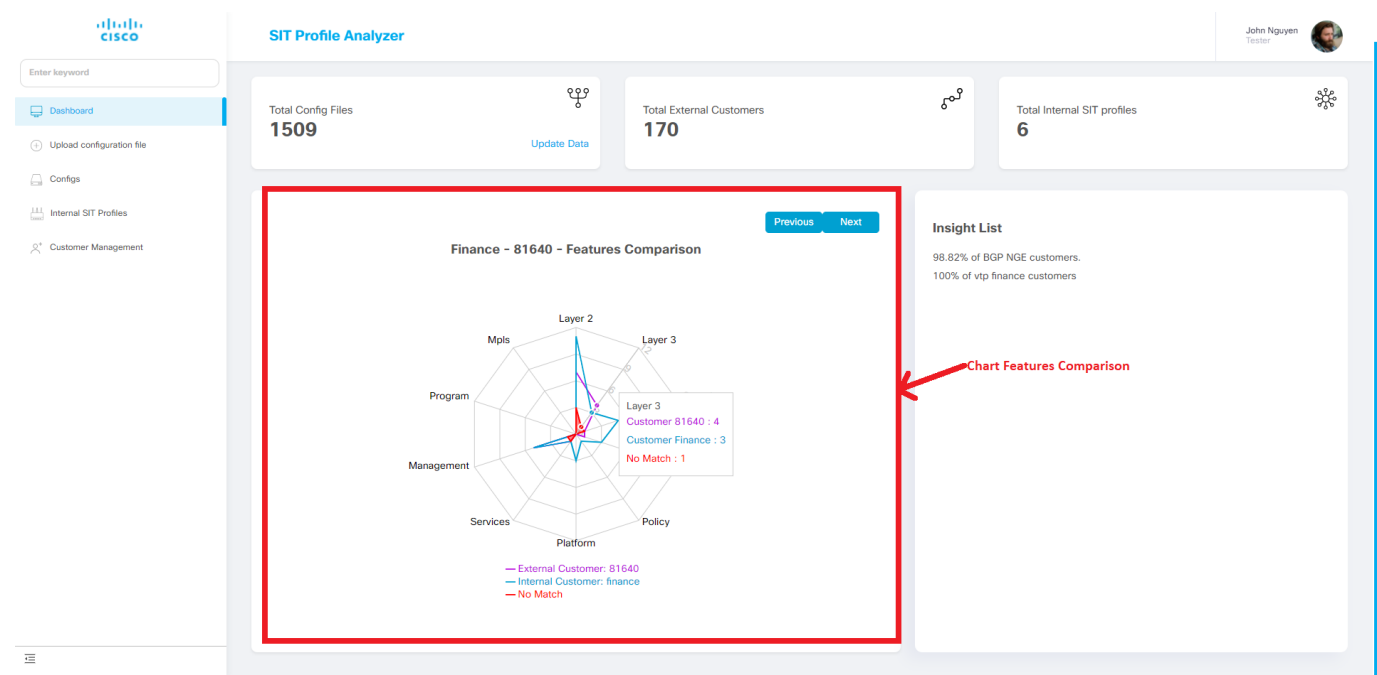 CISCO
SIT Profile Analyzer
John Nguyen
Tester
Enter keyword
Dashboard
Upload configuration file
Configs
Internal SIT Profiles
Customer Management
Total Config Files
1509
Update Data
Total External Customers
170
Total Internal SIT profiles
6
Previous
Next
Finance - 81640 - Features Comparison
Layer 2
Mpls
Layer 3
12
9
6
Program
Layer 3
Customer 81640 : 4
Customer Finance : 3
No Match : 1
Management
Services
Policy
Platform
External Customer: 81640
Internal Customer: finance
No Match
Insight List
98.82% of BGP NGE customers.
100% of vtp finance customers
Chart Features Comparison